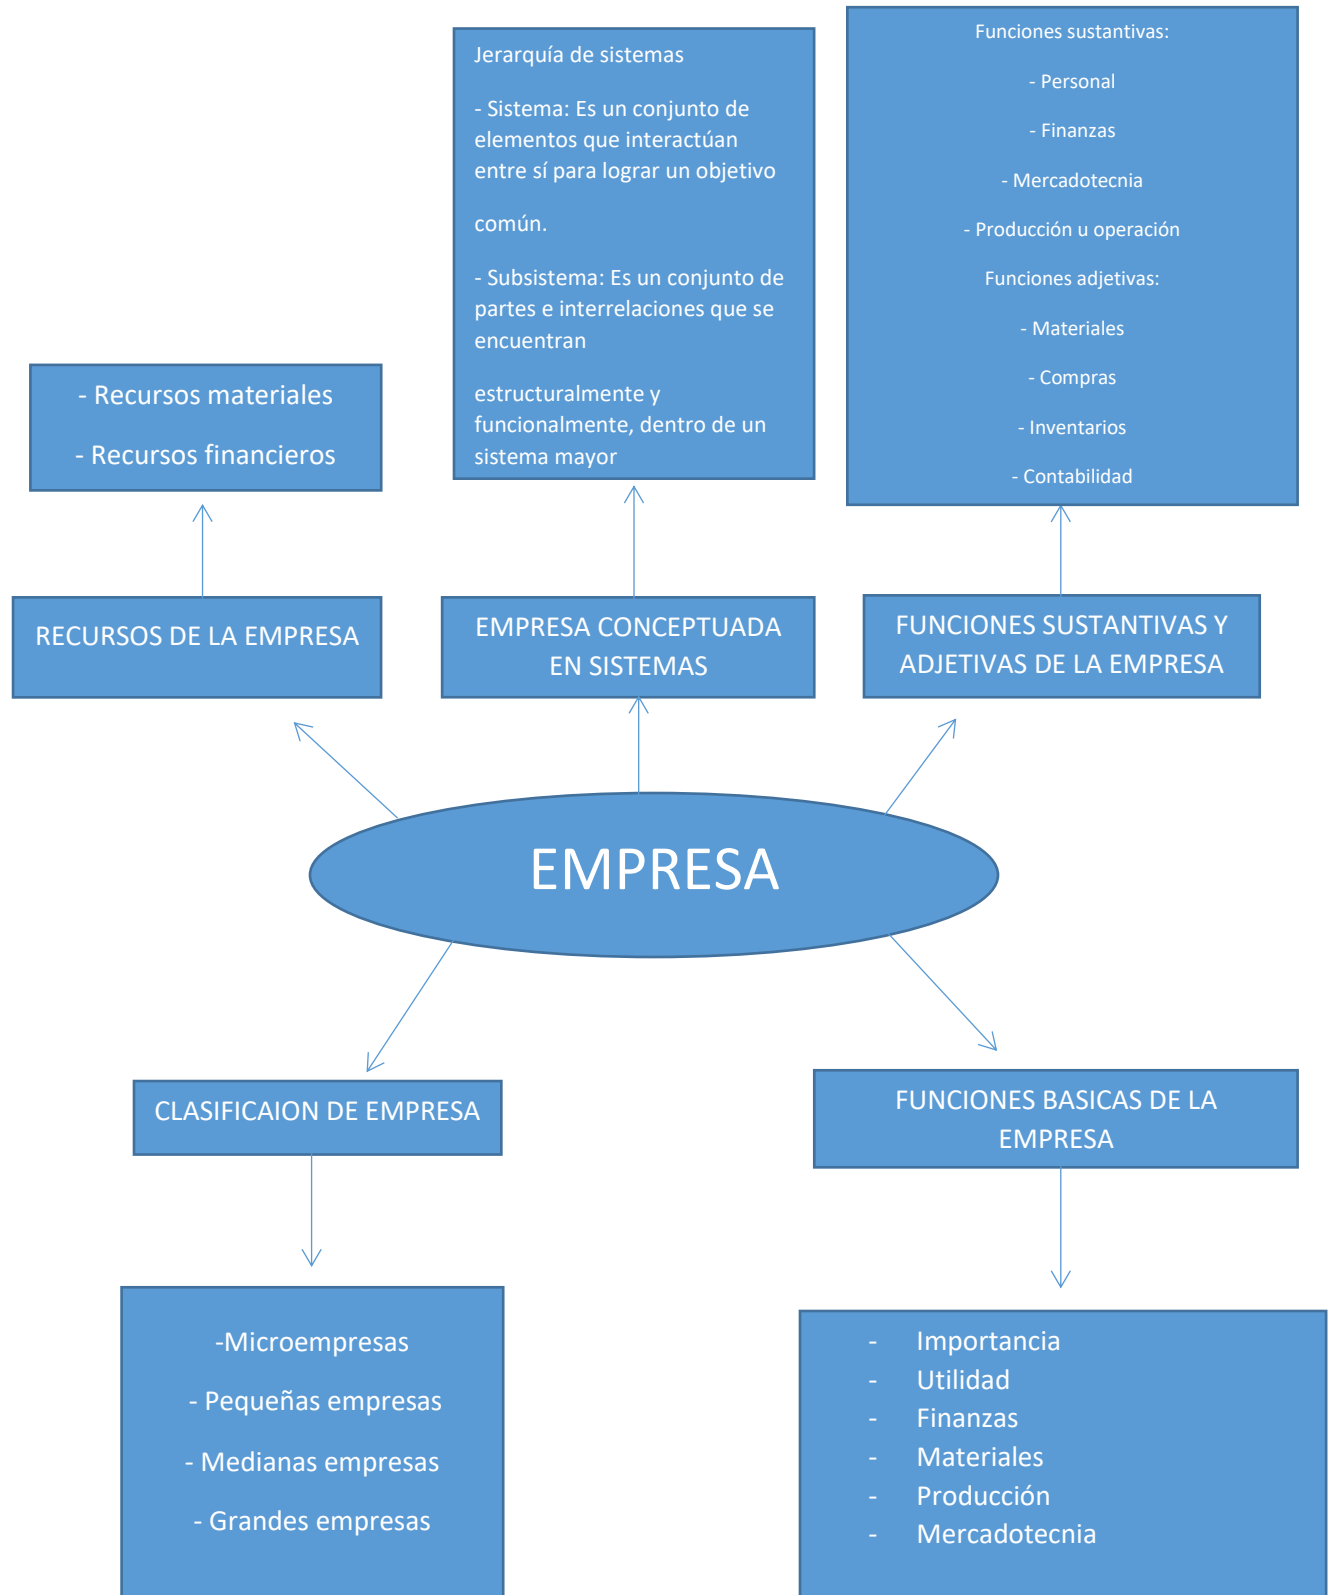 Jerarquía de sistemas
- Sistema: Es un conjunto de
elementos que interactúan
entre sí para lograr un objetivo
común.
- Subsistema: Es un conjunto de
partes e interrelaciones que se
encuentran
estructuralmente y
funcionalmente, dentro de un
sistema mayor
Funciones sustantivas:
- Personal
- Finanzas
- Mercadotecnia
- Producción u operación
Funciones adjetivas:
- Materiales
- Compras
- Inventarios
- Contabilidad
- Recursos materiales
- Recursos financieros
RECURSOS DE LA EMPRESA
EMPRESA CONCEPTUADA
EN SISTEMAS
FUNCIONES SUSTANTIVAS Y
ADJETIVAS DE LA EMPRESA
EMPRESA
CLASIFICAION DE EMPRESA
FUNCIONES BASICAS DE LA
EMPRESA
-Microempresas
- Pequeñas empresas
- Medianas empresas
- Grandes empresas
- Importancia
- Utilidad
- Finanzas
- Materiales
- Producción
- Mercadotecnia